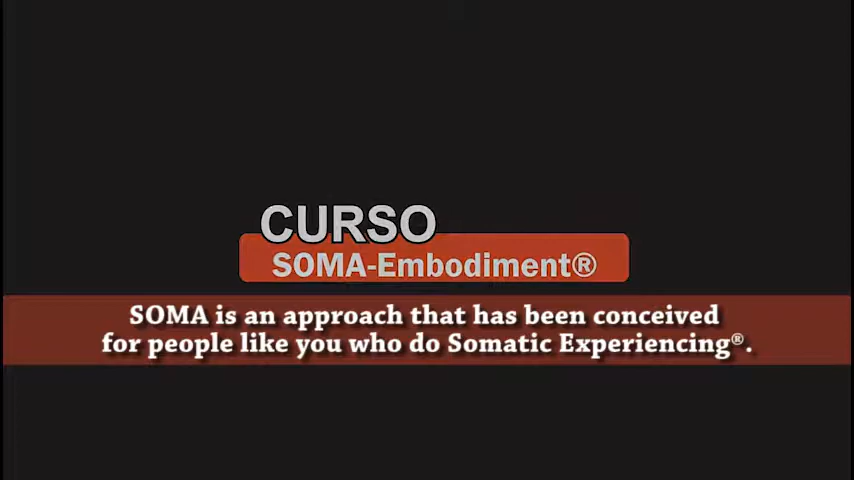 CURSO
SOMA-Embodiment®
SOMA is an approach that has been conceived
for people like you who do Somatic Experiencing®.